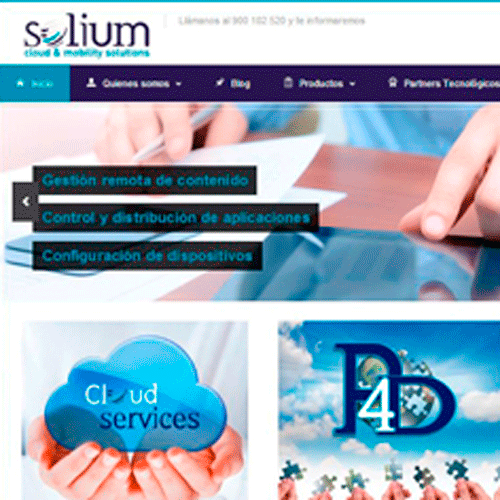 Solium
cloud & mobility solutions
Llámanos al 900 102 520 y te informaremos
Inicio
Quienes somos
Blog
Productos
Partners Tecnológicos
Gestión remota de contenido
Control y distribución de aplicaciones
Configuración de dispositivos
Cloud
services
P4D